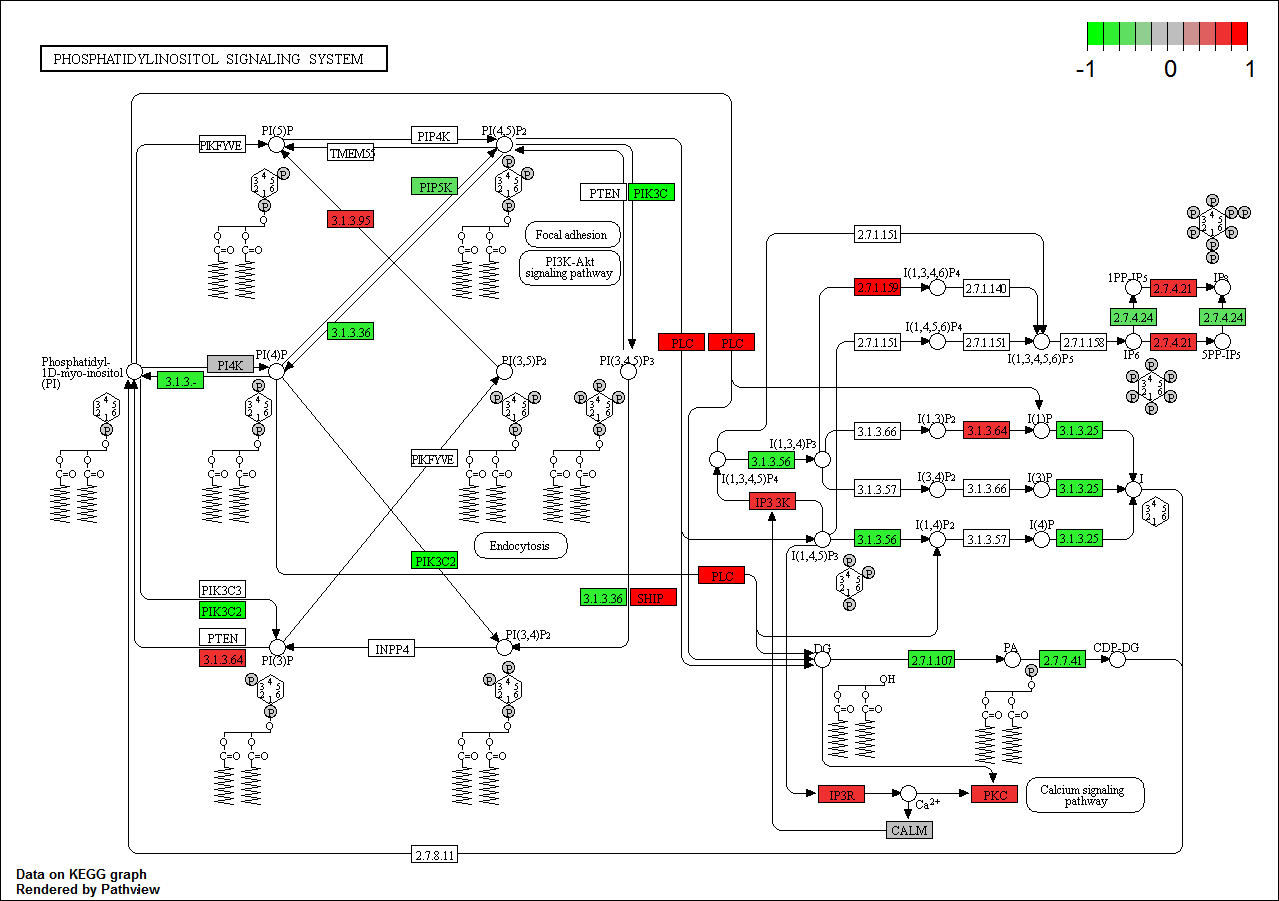 PHOSPHATIDYLINOSITOL SIGNALING SYSTEM
-1 0 1
PI(5)P
PIKFYVE
PIP4K
TMEM55
PI(4,5)P2
PIP5K
PTEN
PIK3C
3.1.3.95
Focal adhesion
PI3K-Akt
signaling pathway
3.1.3.36
Phosphatidyl-
1D-myo-inositol
(PI)
PI4K
3.1.3.-
PI(4)P
PI(3,5)P2
PI(3,4,5)P3
PLC
PLC
PIKFYVE
Endocytosis
PIK3C2
PIK3C3
PIK3C2
PTEN
3.1.3.64
PI(3)P
INPP4
PI(3,4)P2
3.1.3.36
SHIP
PLC
2.7.1.151
2.7.1.159
I(1,3,4,6)P4
2.7.1.140
2.7.1.151
I(1,4,5,6)P4
2.7.1.151
I(1,3,4,5,6)P5
2.7.1.158
1PP-IP5
2.7.4.21
IP8
2.7.4.24
2.7.4.24
IP6
2.7.4.21
5PP-IP5
3.1.3.66
I(1,3)P2
3.1.3.64
I(1)P
3.1.3.25
I(1,3,4)P3
3.1.3.56
I(1,3,4,5)P4
3.1.3.57
I(3,4)P2
3.1.3.66
I(3)P
3.1.3.25
I
IP3 3K
3.1.3.56
I(1,4)P2
3.1.3.57
I(4)P
3.1.3.25
I(1,4,5)P3
DG
2.7.1.107
PA
2.7.7.41
CDP-DG
OH
IP3R
Ca2+
PKC
CALM
Calcium signaling
pathway
2.7.8.11
Data on KEGG graph
Rendered by Pathview